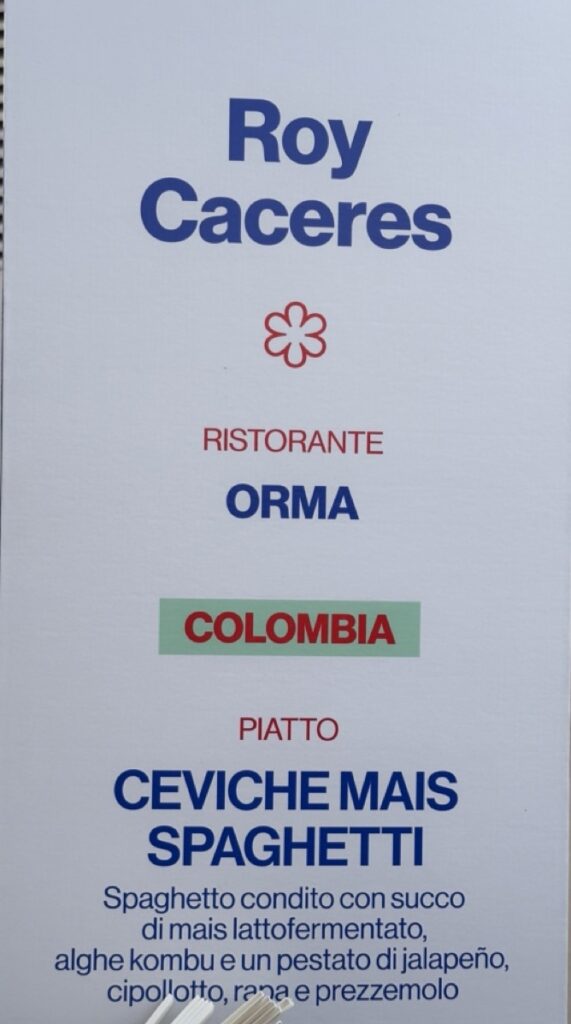 Roy
Caceres
RISTORANTE
ORMA
COLOMBIA
PIATTO
CEVICHE MAIS
SPAGHETTI
Spaghetto condito con succo
di mais lattofermentato,
alghe kombu e un pestato di jalapeño,
cipollotto, rapa e prezzemolo